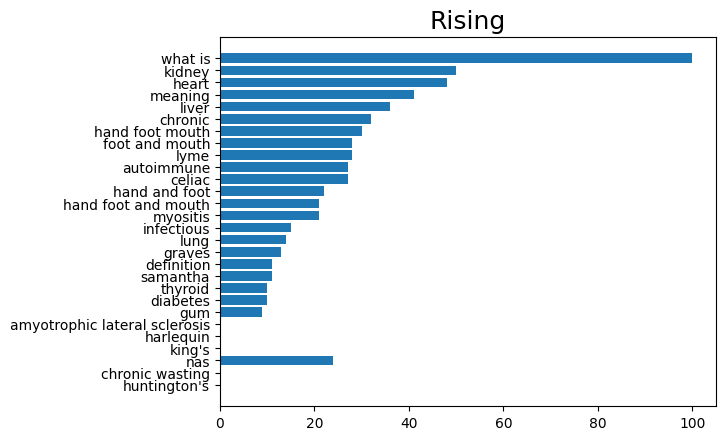 Rising
what is
kidney
heart
meaning
liver
chronic
hand foot mouth
foot and mouth
lyme
autoimmune
celiac
hand and foot
hand foot and mouth
myositis
infectious
lung
graves
definition
samantha
thyroid
diabetes
gum
amyotrophic lateral sclerosis
harlequin
king's
nas
chronic wasting
huntington's
0 20 40 60 80 100